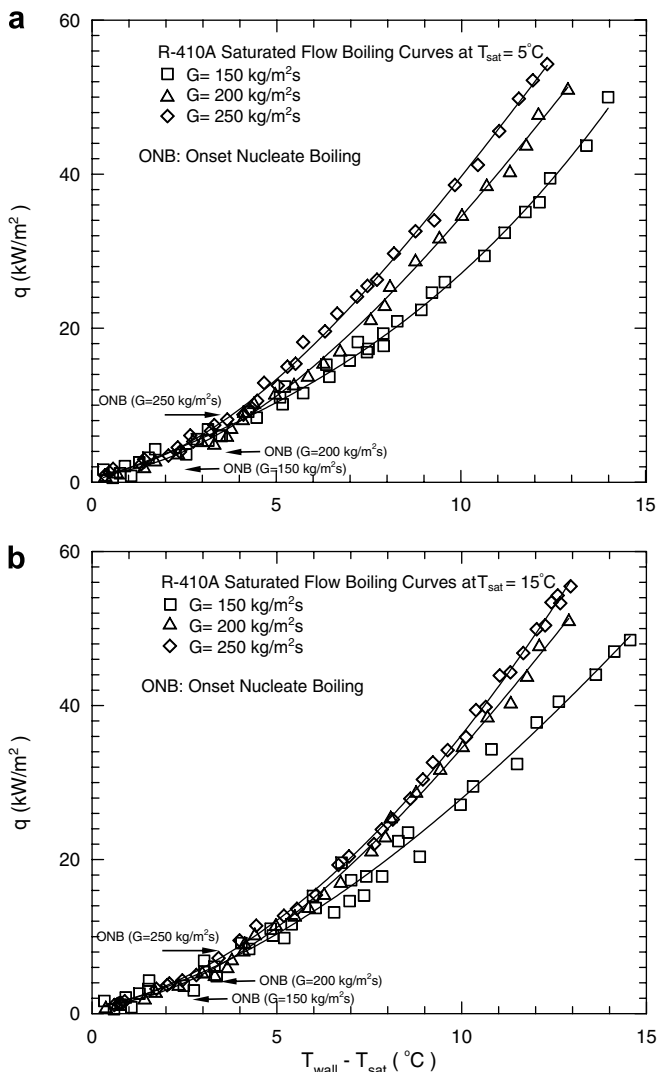 a
60
R-410A Saturated Flow Boiling Curves at Tsat = 5°C
G= 150 kg/m²s
G= 200 kg/m²s
G= 250 kg/m²s
ONB: Onset Nucleate Boiling
40
q (kW/m²)
20
ONB (G=250 kg/m²s)
ONB (G=200 kg/m²s)
ONB (G=150 kg/m²s)
0
0 5 10 15
b
60
R-410A Saturated Flow Boiling Curves at Tsat = 15°C
G= 150 kg/m²s
G= 200 kg/m²s
G= 250 kg/m²s
ONB: Onset Nucleate Boiling
40
q (kW/m²)
20
ONB (G=250 kg/m²s)
ONB (G=200 kg/m²s)
ONB (G=150 kg/m²s)
0
0 5 10 15
Twall - Tsat ( °C)